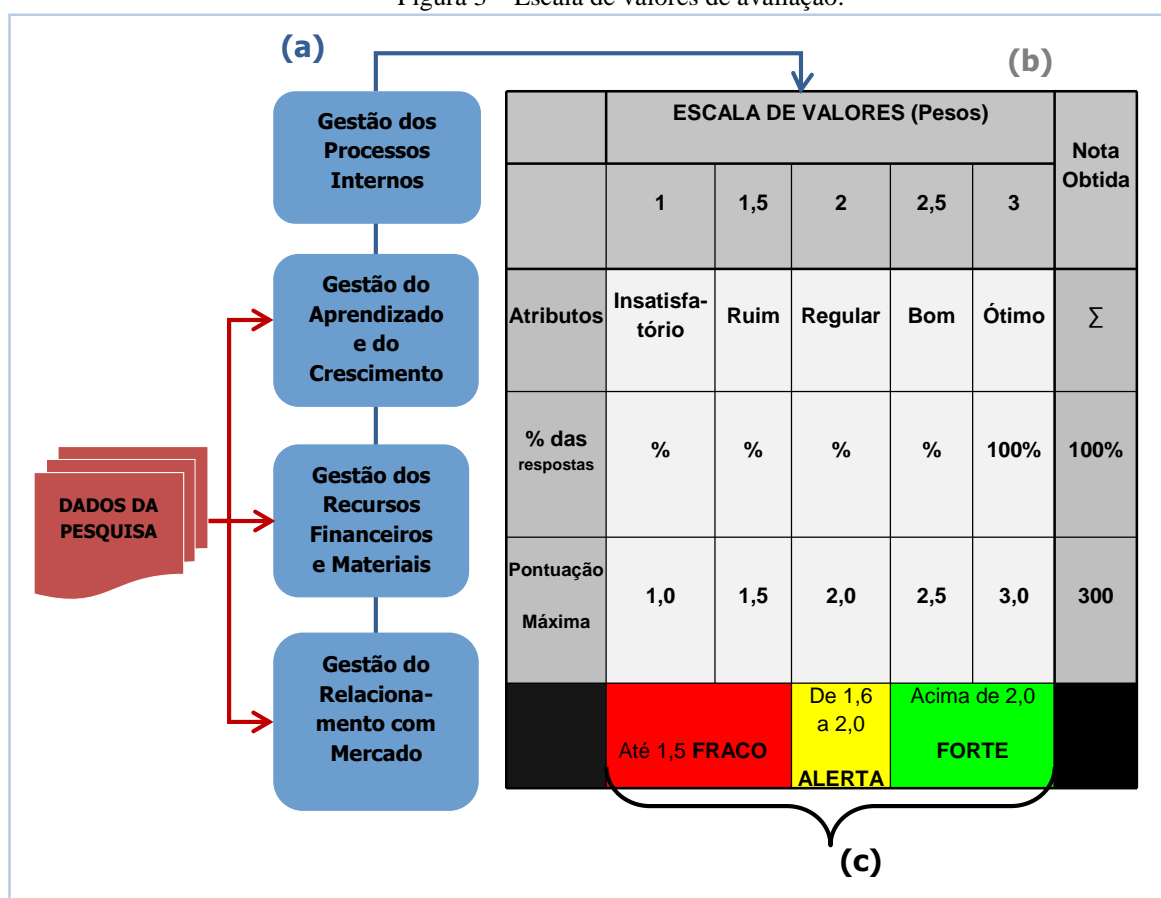 Figura 3 – Escala de valores de avaliação.
(a)
(b)
Gestão dos
Processos
Internos
Gestão do
Aprendizado
e do
Crescimento
Gestão dos
Recursos
Financeiros
e Materiais
Gestão do
Relaciona-
mento com
Mercado
DADOS DA
PESQUISA
ESCALA DE VALORES (Pesos)
Nota
Obtida
1 1,5 2 2,5 3
Atributos Insatisfa-
tório Ruim Regular Bom Ótimo ∑
% das
respostas % % % % 100% 100%
Pontuação
Máxima 1,0 1,5 2,0 2,5 3,0 300
Até 1,5 FRACO
De 1,6
a 2,0
ALERTA
Acima de 2,0
FORTE
(c)